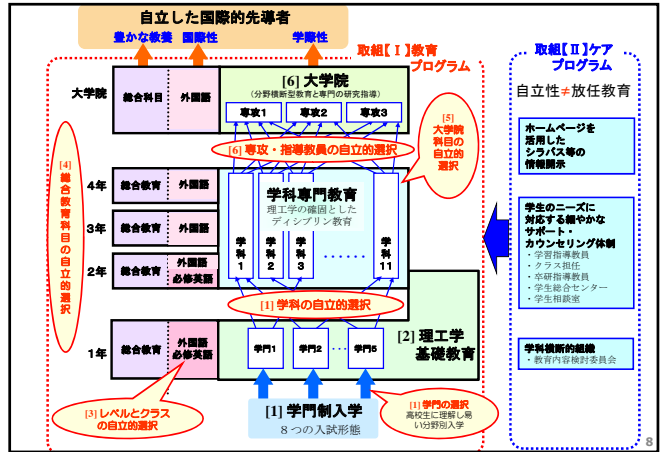 自立した国際的先導者
豊かな教養
国際性
学際性
取組【Ⅰ】教育
プログラム
取組【Ⅱ】ケア
プログラム
大学院
総合科目
外国語
[6] 大学院
(分野横断型教育と専門の研究指導)
専攻1
専攻2
専攻3
[5]
大学院
科目の
自立的
選択
[6] 専攻・指導教員の自立的選択
[4]
総合教育科目の自立的選択
4年
総合教育
外国語
3年
総合教育
外国語
2年
総合教育
外国語
必修英語
学科専門教育
理工学の確固とした
ディシプリン教育
学科1
学科2
学科3
‥‥‥
学科11
[1] 学科の自立的選択
[2] 理工学
基礎教育
1年
総合教育
外国語
必修英語
学門1
学門2
‥‥
学門5
[3] レベルとクラス
の自立的選択
[1] 学門制入学
8つの入試形態
[1] 学門の選択
高校生に理解し易
い分野別入学
自立性≠放任教育
ホームページを
活用した
シラバス等の
情報開示
学生のニーズに
対応する細やかな
サポート・
カウンセリング体制
・学習指導教員
・クラス担任
・卒研指導教員
・学生総合センター
・学生相談室
学科横断的組織
・教育内容検討委員会
8